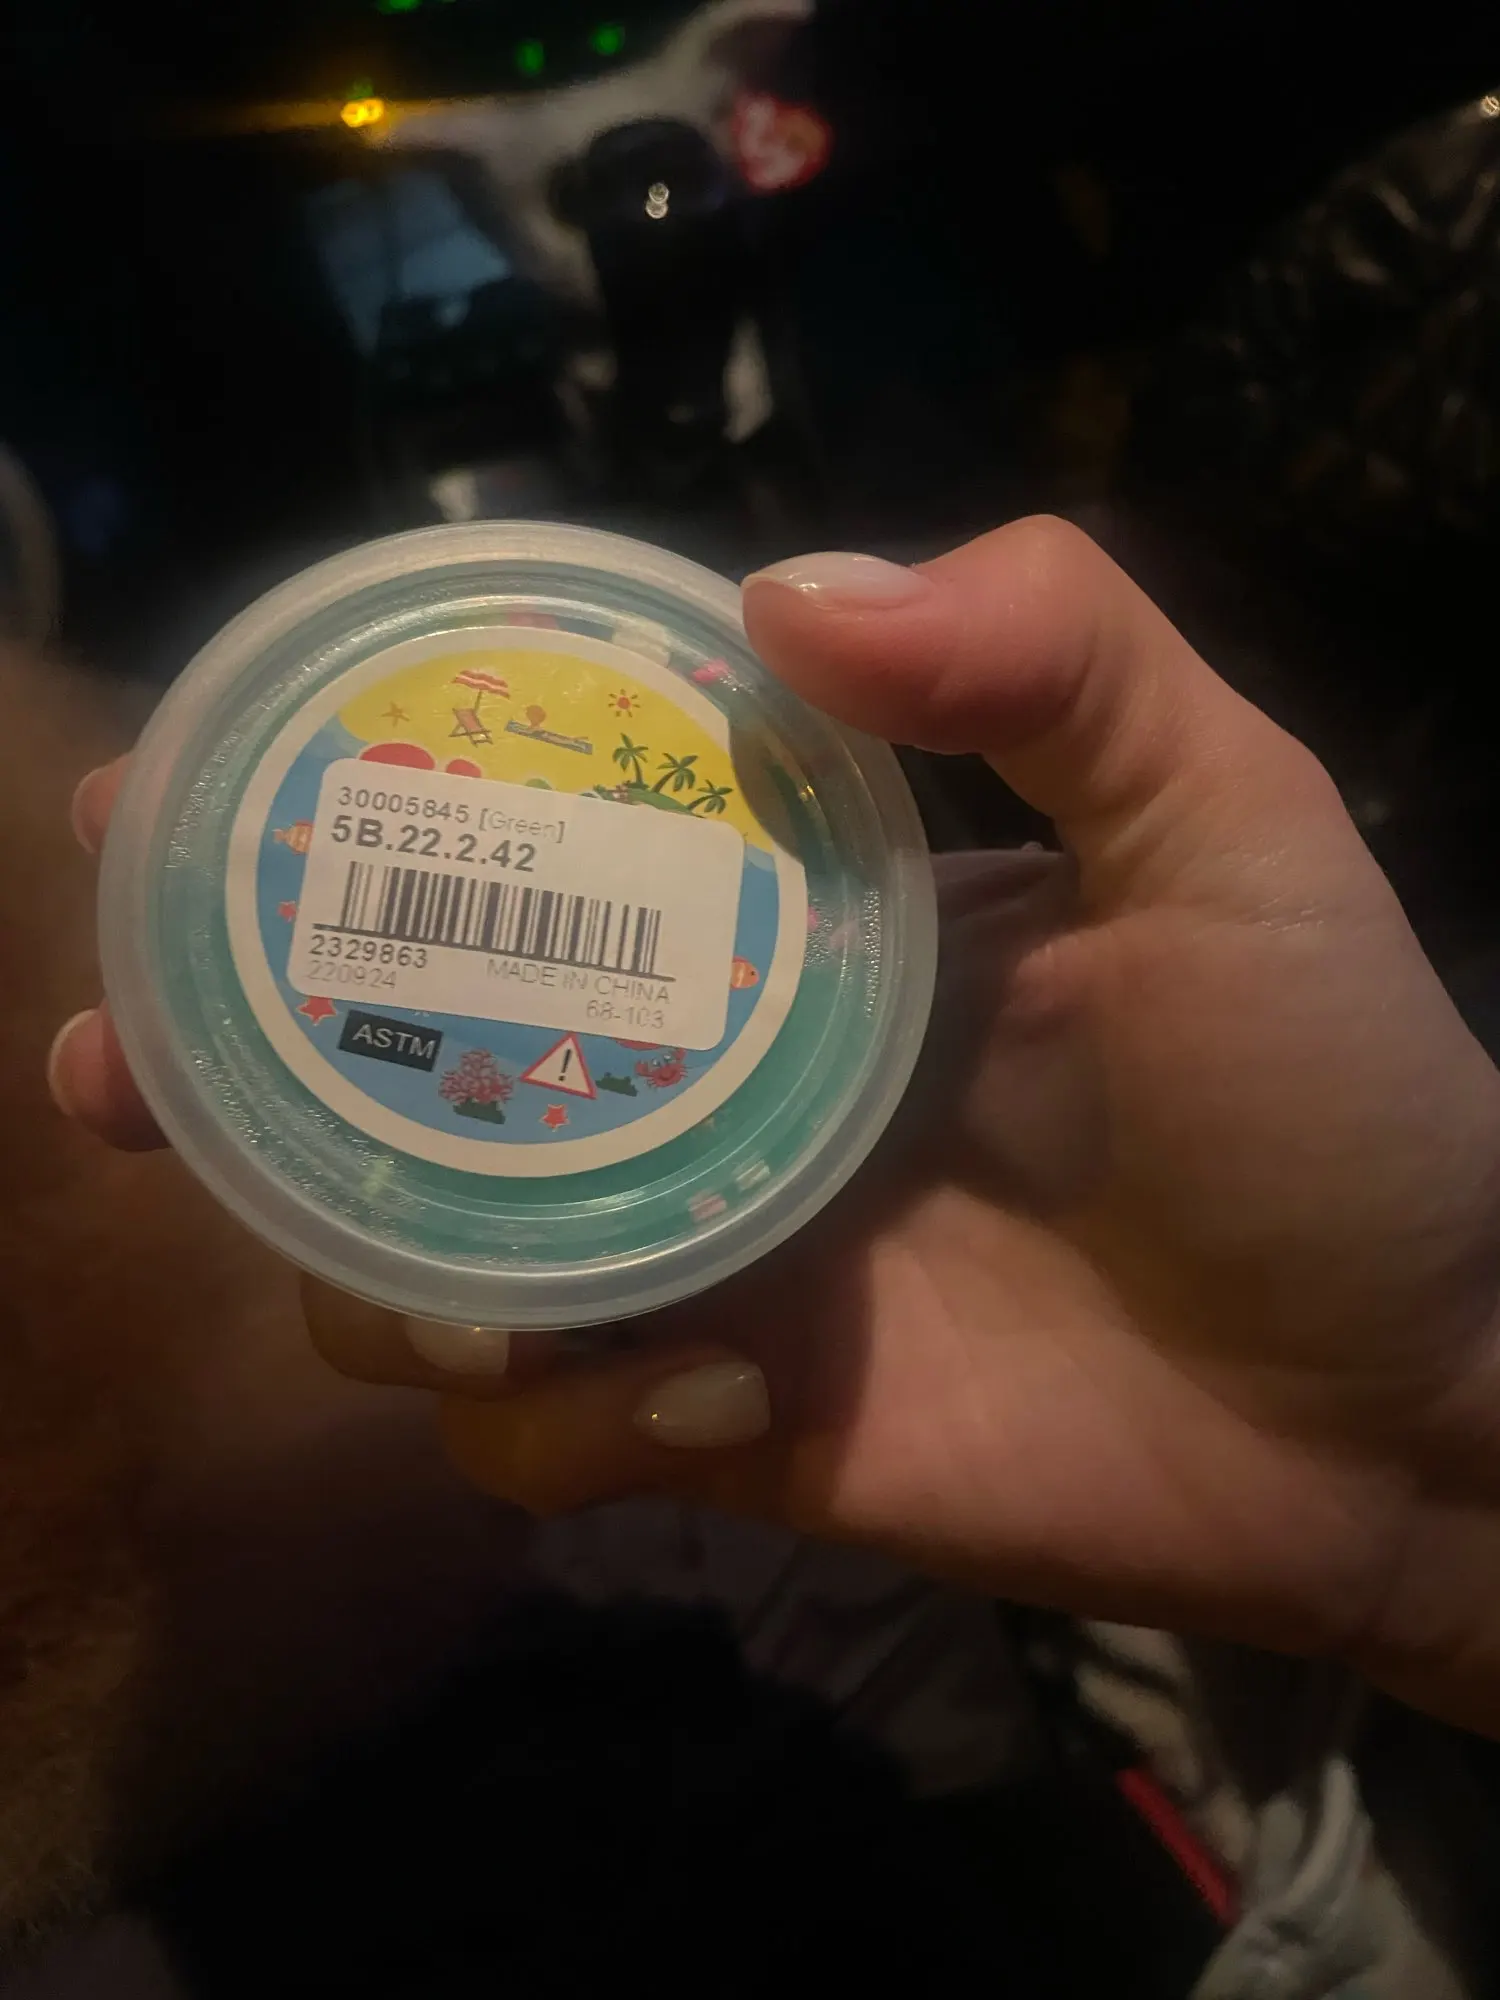 30005845 [Green]
5B.22.2.42
2329863
220924
MADE IN CHINA
68-103
ASTM
!